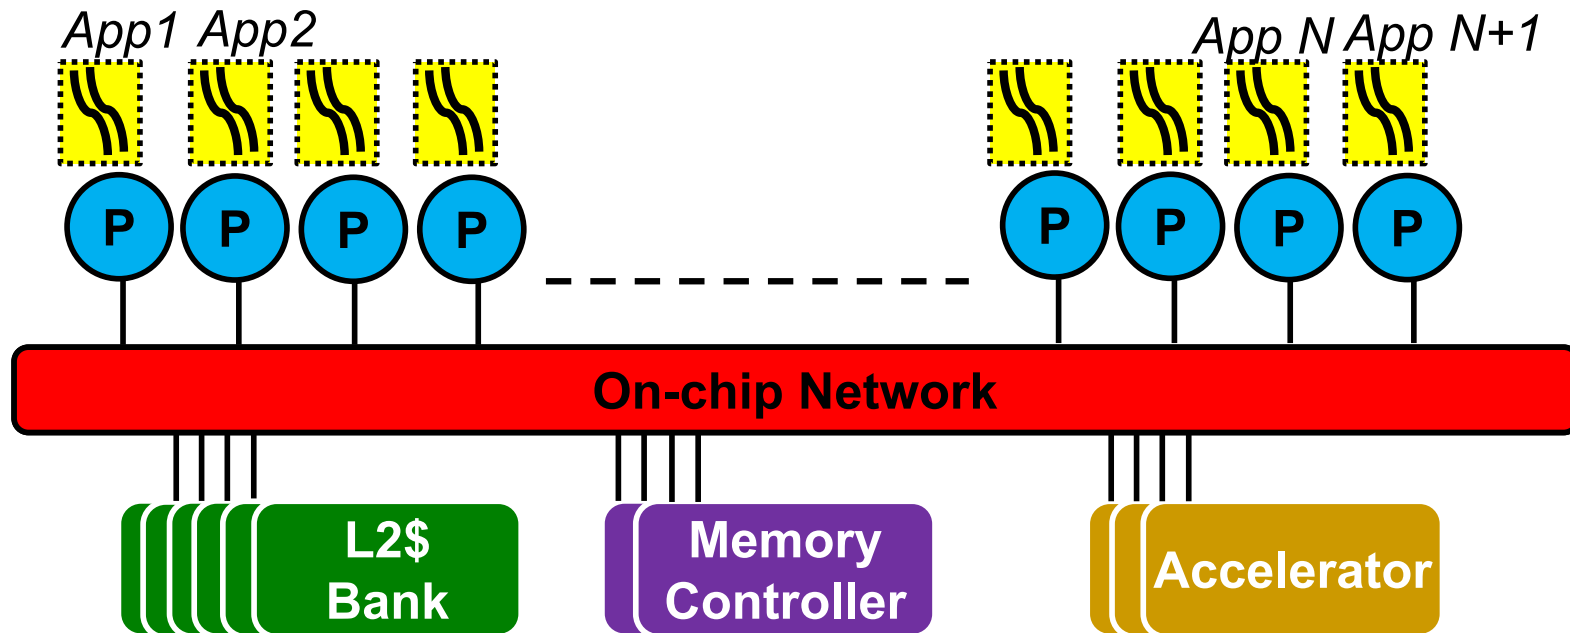 App1 App2 App N App N+1
P P P P P P P P
On-chip Network
L2$
Bank
Memory
Controller
Accelerator